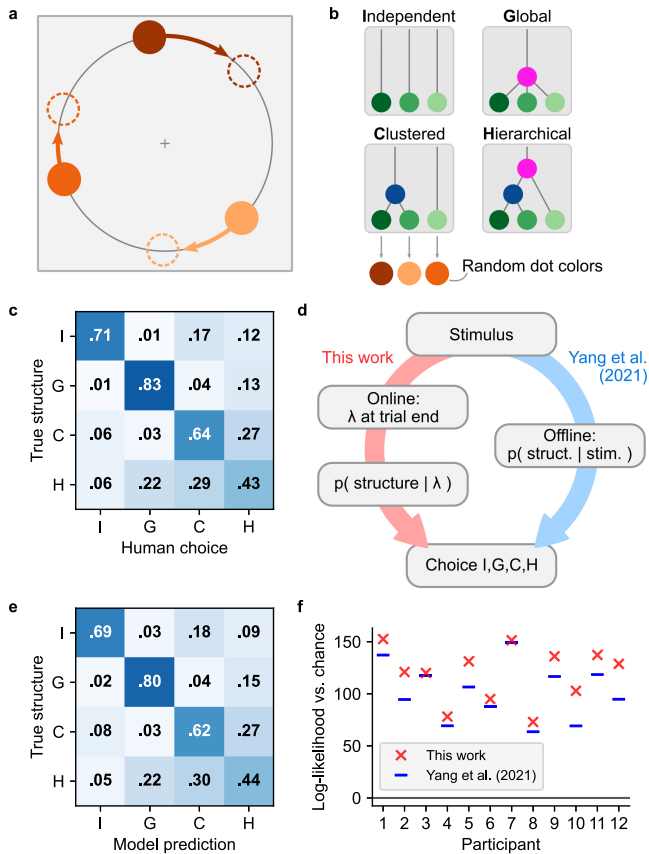 a
b
Independent
Global
Clustered
Hierarchical
Random dot colors
c
True structure
I .71 .01 .17 .12
G .01 .83 .04 .13
C .06 .03 .64 .27
H .06 .22 .29 .43
I G C H
Human choice
d
Stimulus
This work
Yang et al.
(2021)
Online:
λ at trial end
Offline:
p( struct. | stim. )
p( structure | λ )
Choice I,G,C,H
e
True structure
I .69 .03 .18 .09
G .02 .80 .04 .15
C .08 .03 .62 .27
H .05 .22 .30 .44
I G C H
Model prediction
f
Log-likelihood vs. chance
150
100
50
0
This work
Yang et al. (2021)
1 2 3 4 5 6 7 8 9 10 11 12
Participant